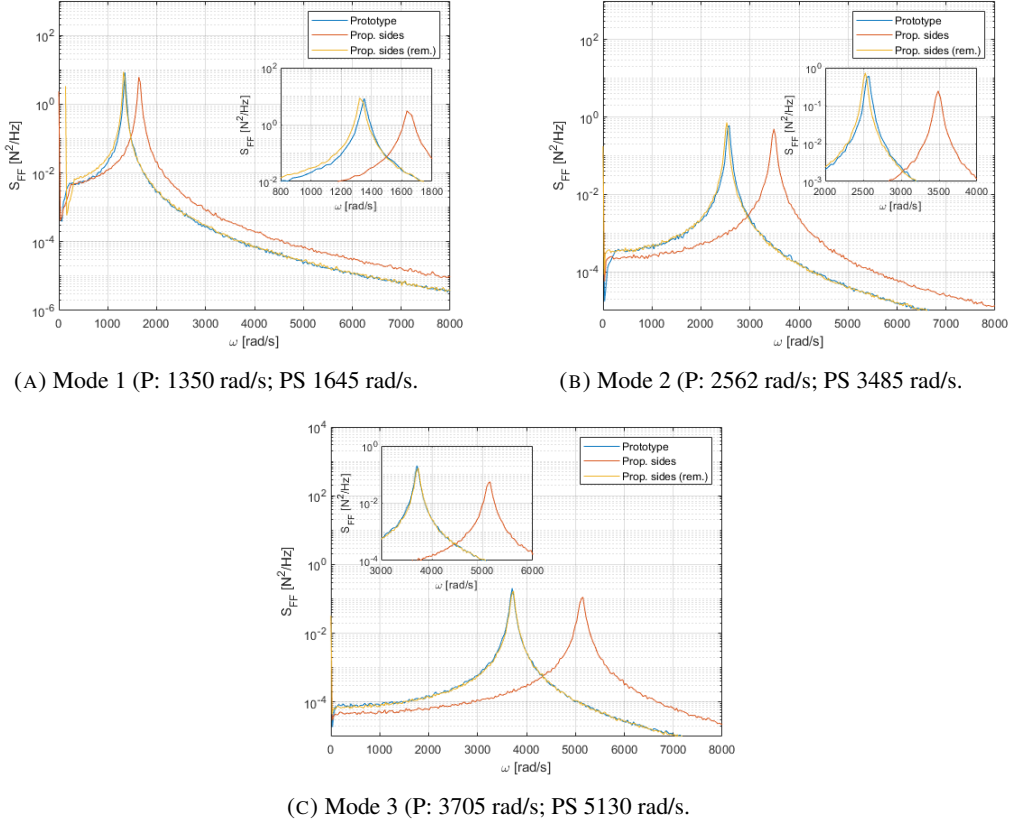 Prototype
Prop. sides
Prop. sides (rem.)
S_FF [N^2/Hz]
10^2
10^0
10^-2
10^-4
10^-6
0 1000 2000 3000 4000 5000 6000 7000 8000
ω [rad/s]
S_FF [N^2/Hz]
10^2
10^0
10^-2
800 1000 1200 1400 1600 1800
ω [rad/s]
(A) Mode 1 (P: 1350 rad/s; PS 1645 rad/s.
Prototype
Prop. sides
Prop. sides (rem.)
S_FF [N^2/Hz]
10^2
10^0
10^-2
10^-4
0 1000 2000 3000 4000 5000 6000 7000 8000
ω [rad/s]
S_FF [N^2/Hz]
10^0
10^-1
10^-2
10^-3
2000 2500 3000 3500 4000
ω [rad/s]
(B) Mode 2 (P: 2562 rad/s; PS 3485 rad/s.
Prototype
Prop. sides
Prop. sides (rem.)
S_FF [N^2/Hz]
10^4
10^2
10^0
10^-2
10^-4
0 1000 2000 3000 4000 5000 6000 7000 8000
ω [rad/s]
S_FF [N^2/Hz]
10^0
10^-2
10^-4
3000 4000 5000 6000
ω [rad/s]
(C) Mode 3 (P: 3705 rad/s; PS 5130 rad/s.